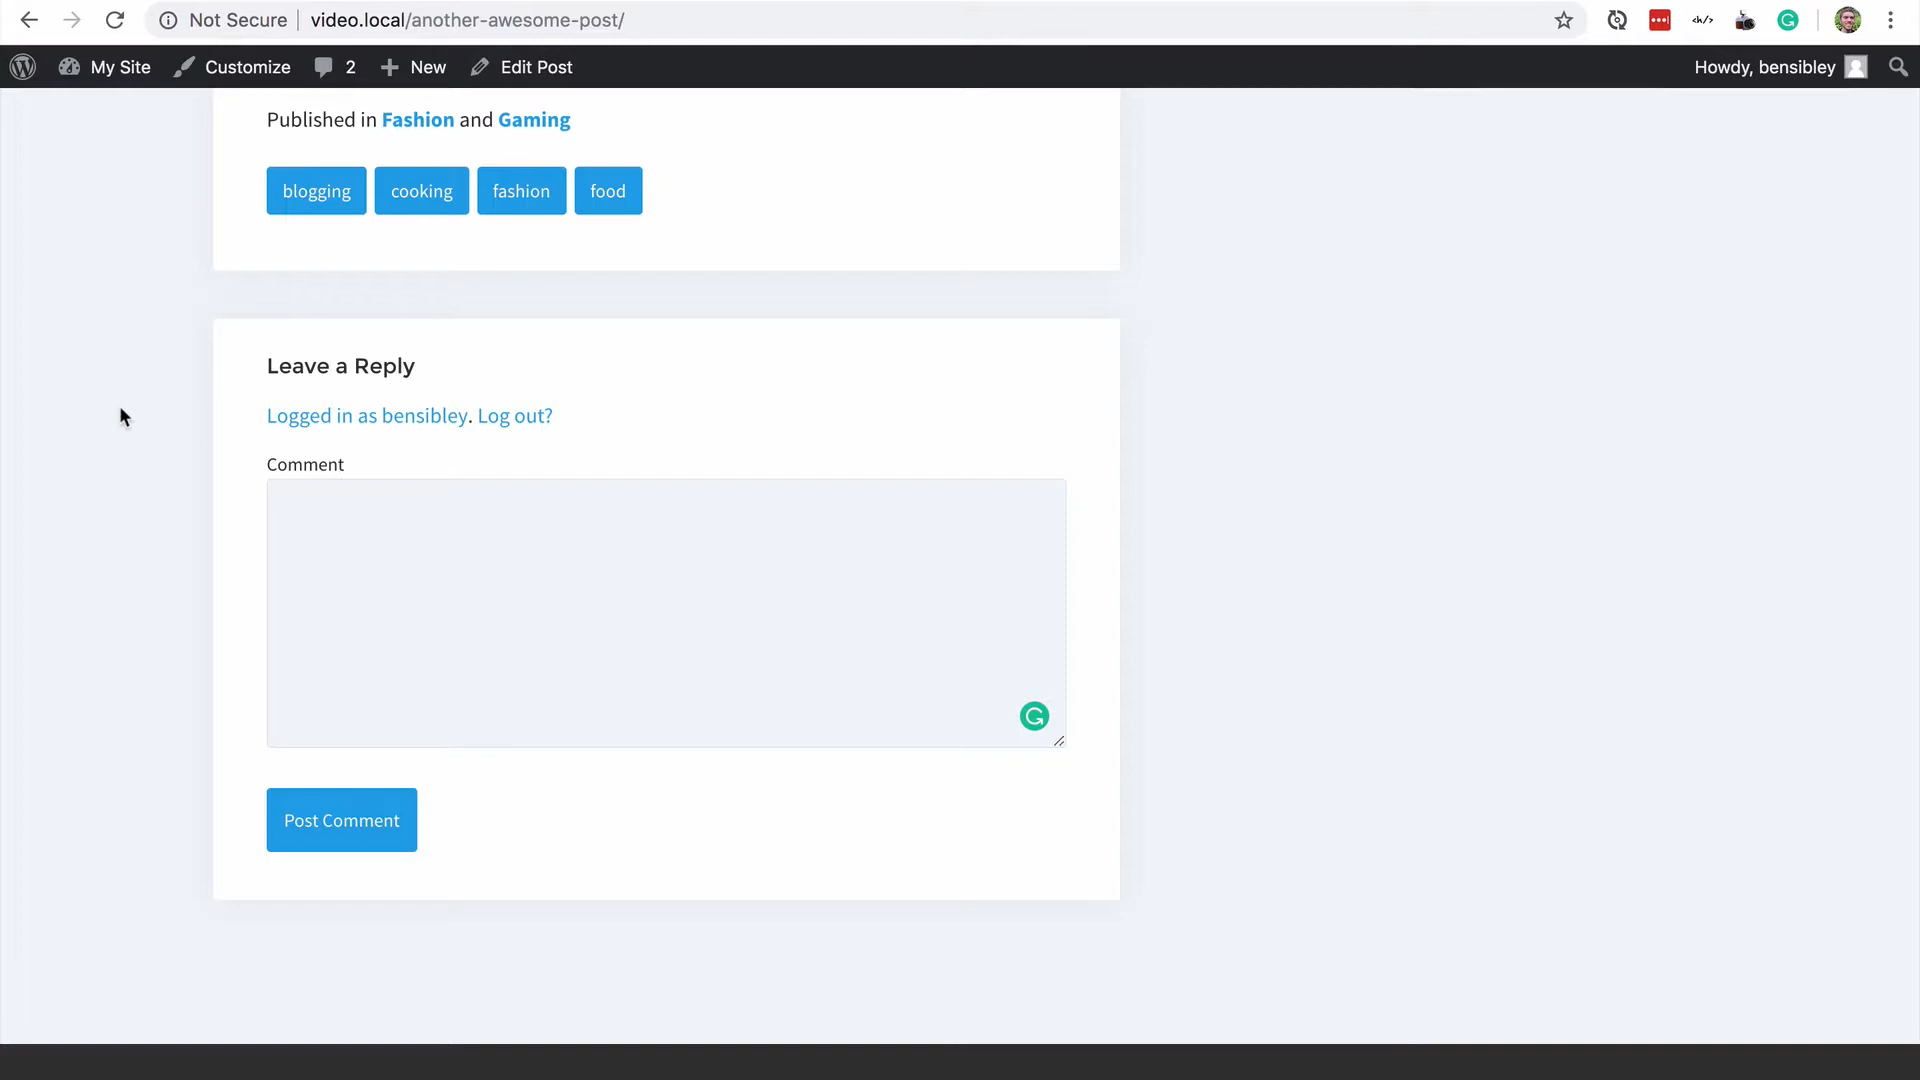 Not Secure | video.local/another-awesome-post/
</h>
My Site Customize 2 New Edit Post Howdy, bensibley
Published in Fashion and Gaming
blogging cooking fashion food
Leave a Reply
Logged in as bensibley. Log out?
Comment
Post Comment